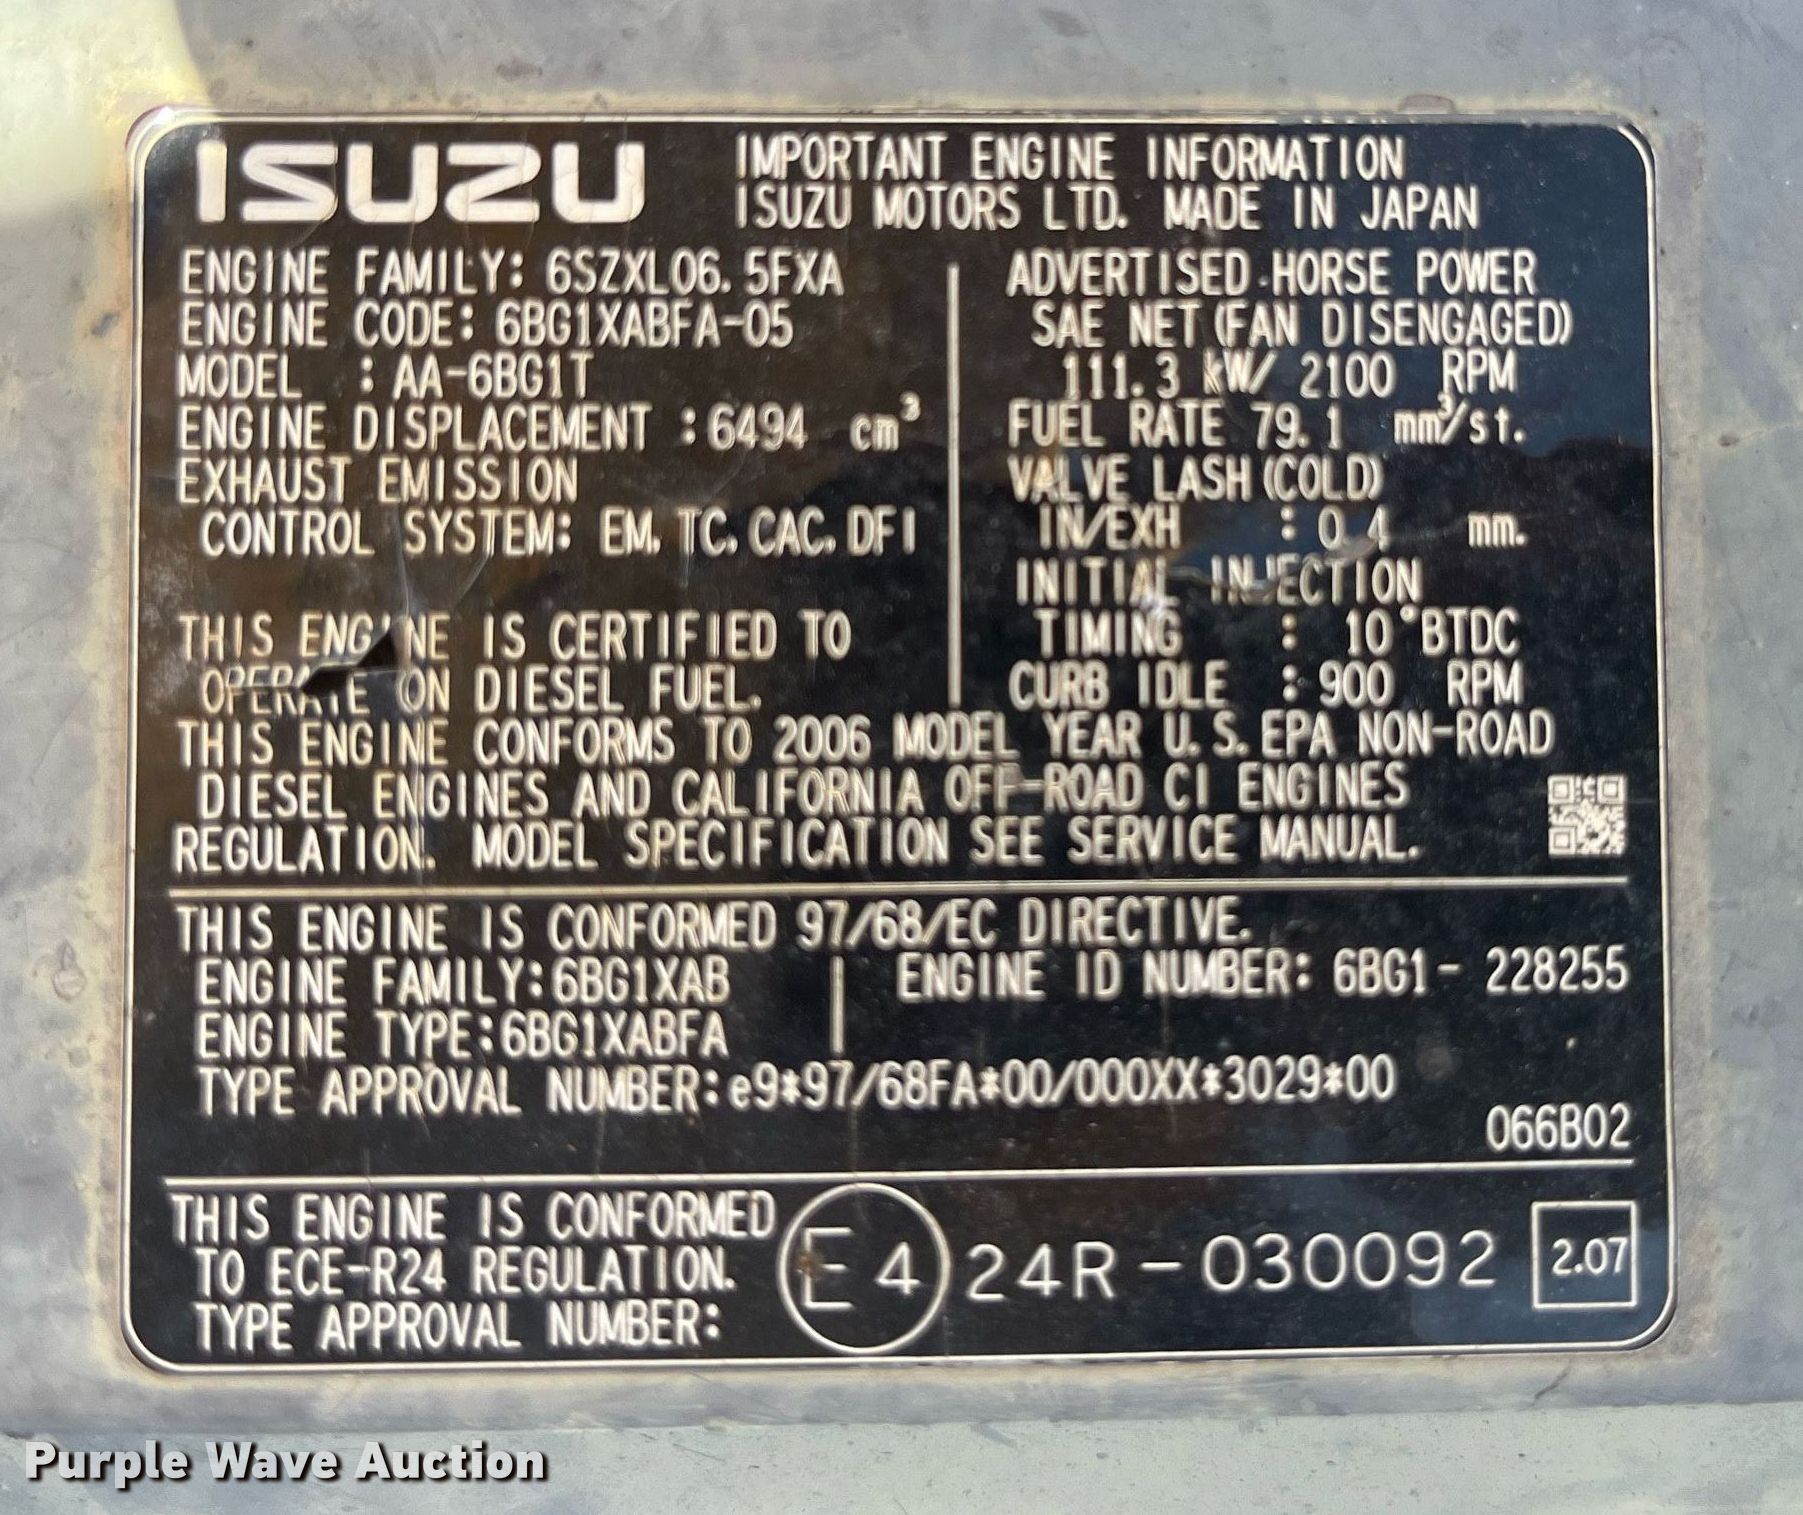 ISUZU
IMPORTANT ENGINE INFORMATION
ISUZU MOTORS LTD. MADE IN JAPAN
ENGINE FAMILY: 6SZXL06.5FXA
ENGINE CODE: 6BG1XABFA-05
MODEL : AA-6BG1T
ENGINE DISPLACEMENT : 6494 cm³
EXHAUST EMISSION
CONTROL SYSTEM: EM, TC, CAC, DFI
THIS ENGINE IS CERTIFIED TO
OPERATE ON DIESEL FUEL.
ADVERTISED HORSE POWER
SAE NET (FAN DISENGAGED)
111.3 kW/ 2100 RPM
FUEL RATE 79.1 mm³/st.
VALVE LASH (COLD)
IN/EXH : 0.4 mm.
INITIAL INJECTION
TIMING : 10°BTDC
CURB IDLE : 900 RPM
THIS ENGINE CONFORMS TO 2006 MODEL YEAR U.S. EPA NON-ROAD
DIESEL ENGINES AND CALIFORNIA OFF-ROAD CI ENGINES
REGULATION. MODEL SPECIFICATION SEE SERVICE MANUAL.
THIS ENGINE IS CONFORMED 97/68/EC DIRECTIVE.
ENGINE FAMILY:6BG1XAB
ENGINE ID NUMBER: 6BG1- 228255
ENGINE TYPE:6BG1XABFA
TYPE APPROVAL NUMBER:e9*97/68FA*00/000XX*3029*00
066B02
THIS ENGINE IS CONFORMED
TO ECE-R24 REGULATION.
TYPE APPROVAL NUMBER:
E4 24R-030092 2.07
Purple Wave Auction